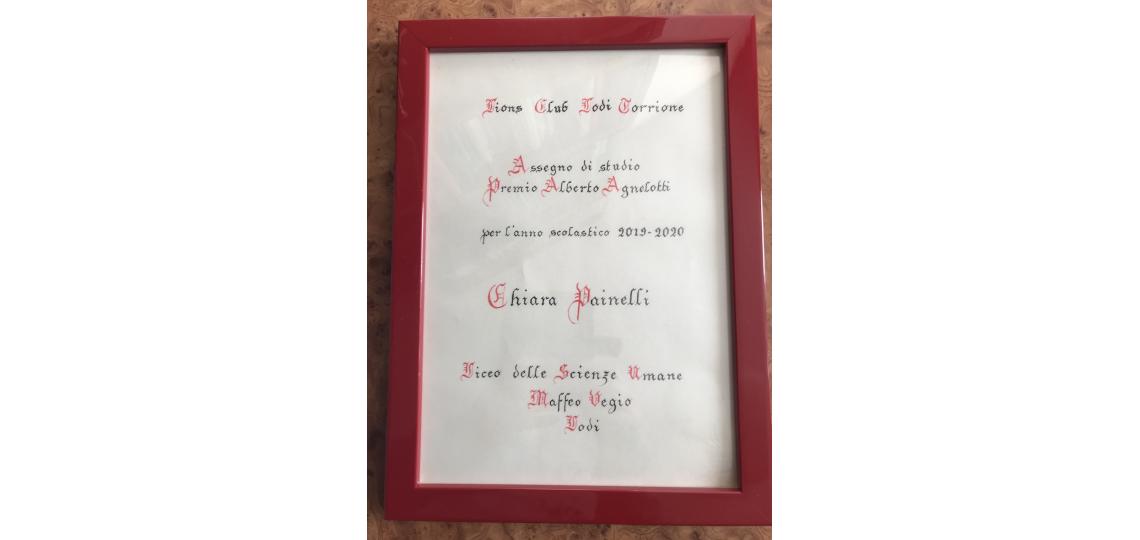 Lions Club Lodi Torrione
Assegno di studio
Premio Alberto Agnelotti
per l'anno scolastico 2019-2020
Chiara Painelli
Liceo delle Scienze Umane
Maffeo Vegio
Lodi